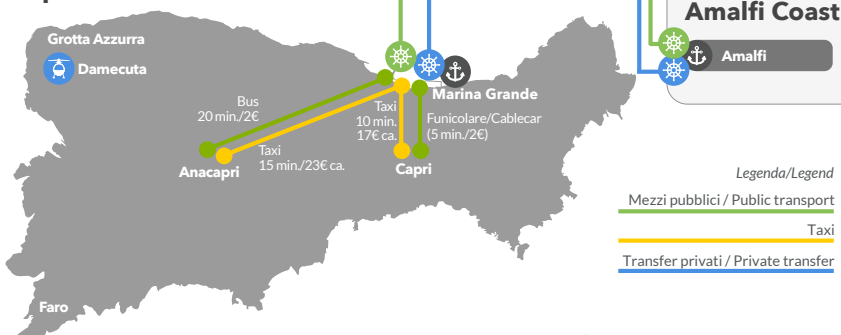 Amalfi Coast
Amalfi
Grotta Azzurra
Damecuta
Marina Grande
Bus
20 min./2€
Taxi
10 min.
17€ ca.
Funicolare/Cablecar
(5 min./2€)
Taxi
15 min./23€ ca.
Anacapri
Capri
Faro
Legenda/Legend
Mezzi pubblici / Public transport
Taxi
Transfer privati / Private transfer